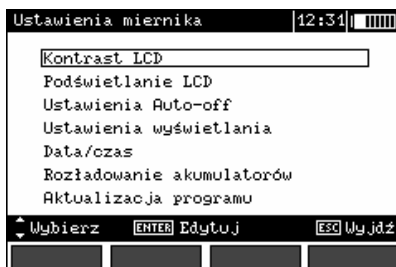 Ustawienia miernika 12:31
Kontrast LCD
Podświetlanie LCD
Ustawienia Auto-off
Ustawienia wyświetlania
Data/czas
Rozładowanie akumulatorów
Aktualizacja programu
Wybierz ENTER Edytuj ESC Wyjdź